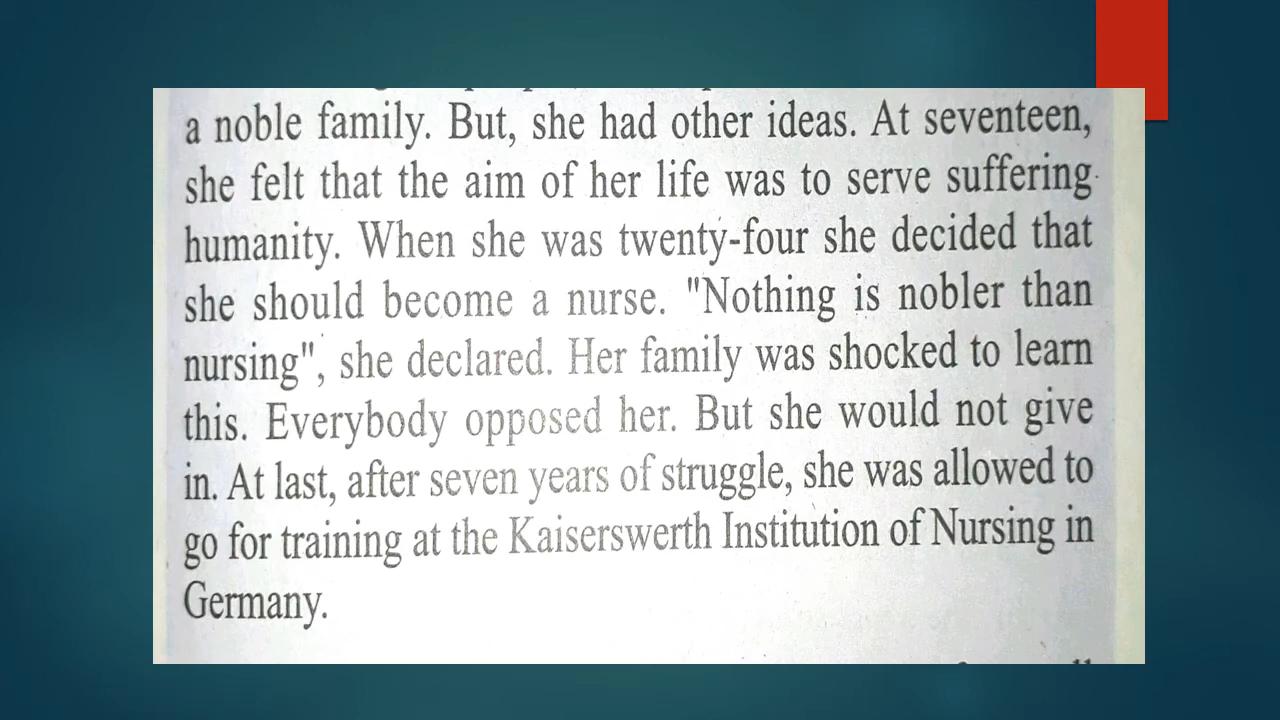 a noble family. But, she had other ideas. At seventeen,
she felt that the aim of her life was to serve suffering
humanity. When she was twenty-four she decided that
she should become a nurse. "Nothing is nobler than
nursing", she declared. Her family was shocked to learn
this. Everybody opposed her. But she would not give
in. At last, after seven years of struggle, she was allowed to
go for training at the Kaiserswerth Institution of Nursing in
Germany.